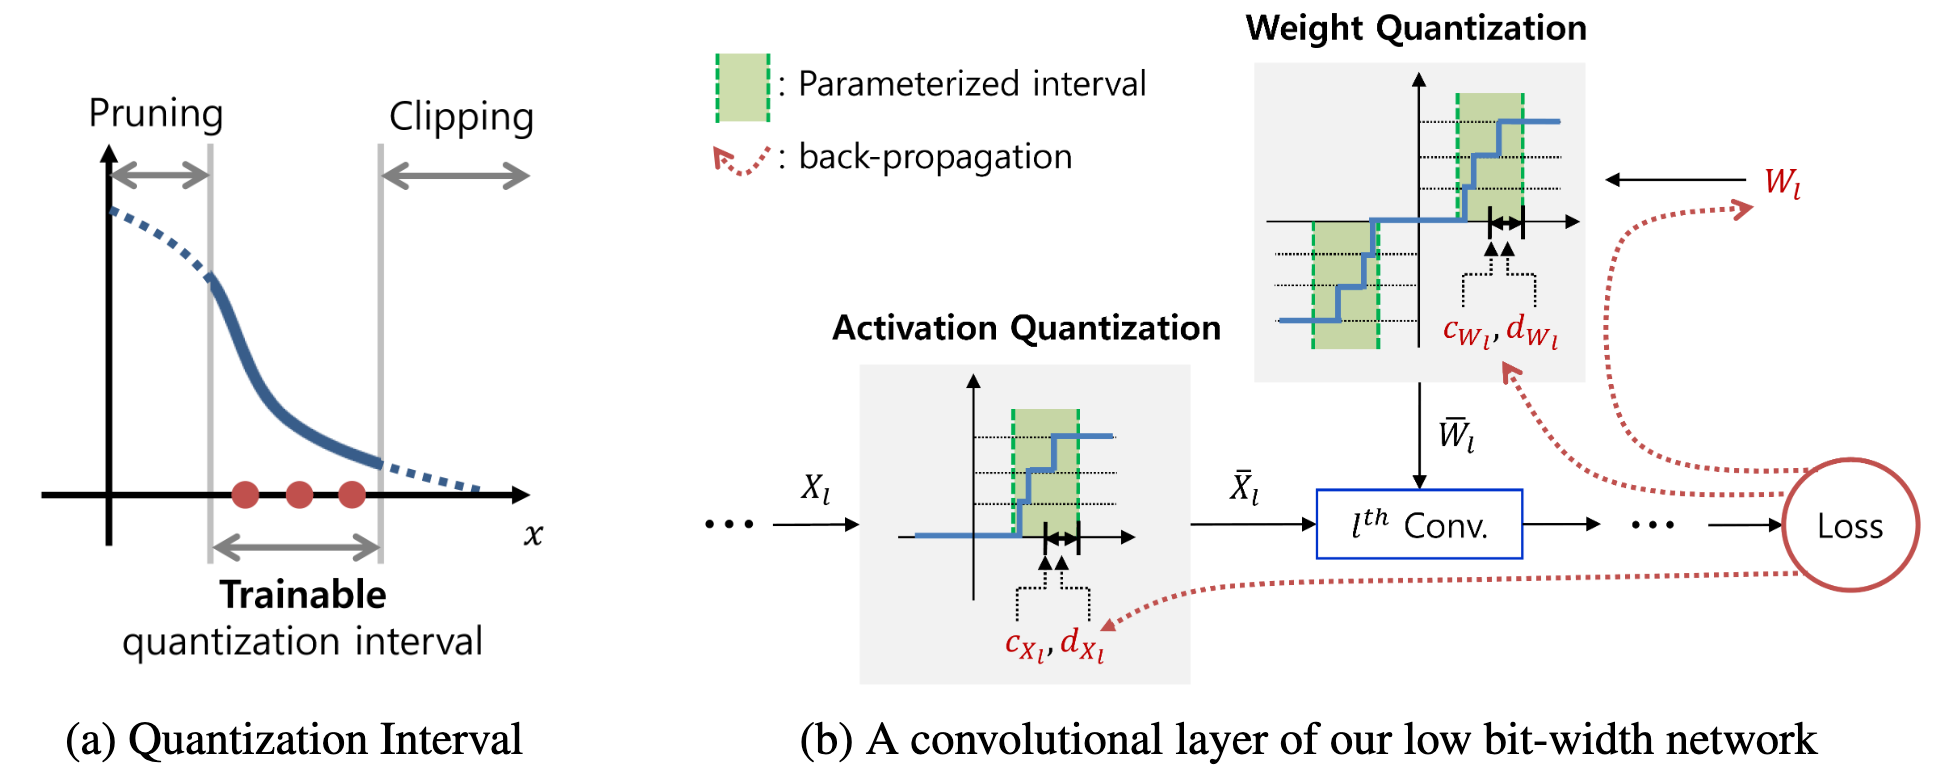 Pruning
Clipping
x
Trainable
quantization interval
(a) Quantization Interval
: Parameterized interval
: back-propagation
Weight Quantization
W_l
c_{W_l}, d_{W_l}
Activation Quantization
W̄_l
X_l
X̄_l
l^{th} Conv.
Loss
c_{X_l}, d_{X_l}
(b) A convolutional layer of our low bit-width network